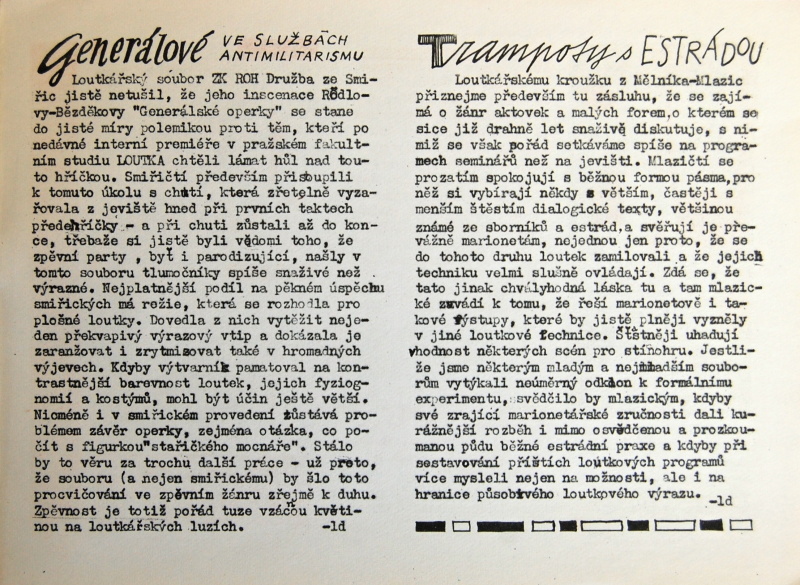 Generálové VE SLUŽBÁCH
ANTIMILITARISMU
Loutkářský soubor ZK ROH Družba ze Smi-
řic jistě netušil, že jeho inscenace Rödlo-
vy-Bezděkovy "Generálské operky" se stane
do jisté míry polemikou proti těm, kteří po
nedávné interní premiéře v pražském fakult-
ním studiu LOUTKA chtěli lámat hůl nad tou-
to hříčkou. Smiřičtí především přistoupili
k tomuto úkolu s chutí, která zřetelně vyza-
řovala z jeviště hned při prvních taktech
předehříčky - a při chuti zůstali až do kon-
ce, třebaže si jistě byli vědomi toho, že
zpěvní party , byť i parodizující, našly v
tomto souboru tlumočníky spíše snaživé než
výrazné. Nejplatnější podíl na pěkném úspěchu
smiřických má režie, která se rozhodla pro
plošné loutky. Dovedla z nich vytěžit neje-
den překvapivý výrazový vtip a dokázala je
zaranžovat i zrytmisovat také v hromadných
výjevech. Kdyby výtvarník pamatoval na kon-
trastnější barevnost loutek, jejich fyziog-
nomií a kostýmů, mohl být účin ještě větší.
Nicméně i v smiřickém provedení zůstává pro-
blémem závěr operky, zejména otázka, co po-
čít s figurkou"staříčkého mocnáře". Stálo
by to věru za trochu další práce - už proto,
že souboru (a nejen smiřickému) by šlo toto
procvičování ve zpěvním žánru zřejmě k duhu.
Zpěvnost je totiž pořád tuze vzácnou květi-
nou na loutkářských luzích. -ld
Tramposy s ESTRÁDOU
Loutkářskému kroužku z Mělníka-Mlazic
přiznejme především tu zásluhu, že se zají-
má o žánr aktovek a malých forem,o kterém se
sice již drahně let snaživě diskutuje, s ni-
miž se však pořád setkáváme spíše na progra-
mech seminářů než na jevišti. Mlazičtí se
prozatím spokojují s běžnou formou pásma,pro
něž si vybírají někdy s větším, častěji s
menším štěstím dialogické texty, většinou
známé ze sborníků a estrád,a svěřují je pře-
vážně marionetám, nejednou jen proto, že se
do tohoto druhu loutek zamilovali a že jejich
techniku velmi slušně ovládají. Zdá se, že
tato jinak chvályhodná láska tu a tam mlazic-
ké zavádí k tomu, že řeší marionetově i ta-
kové výstupy, které by jistě plněji vyzněly
v jiné loutkové technice. Šťstněji uhadují
vhodnost některých scén pro stínohru. Jestli-
že jsme některým mladým a nejmladším soubo-
rům vytýkali neúměrný odklon k formálnímu
experimentu, svědčilo by mlazickým, kdyby
své zrající marionetářské zručnosti dali ku-
rážnější rozběh i mimo osvědčenou a prozkou-
manou půdu běžné estrádní praxe a kdyby při
sestavování příštích loutkových programů
více mysleli nejen na možnosti, ale i na
hranice působivého loutkového výrazu. -ld